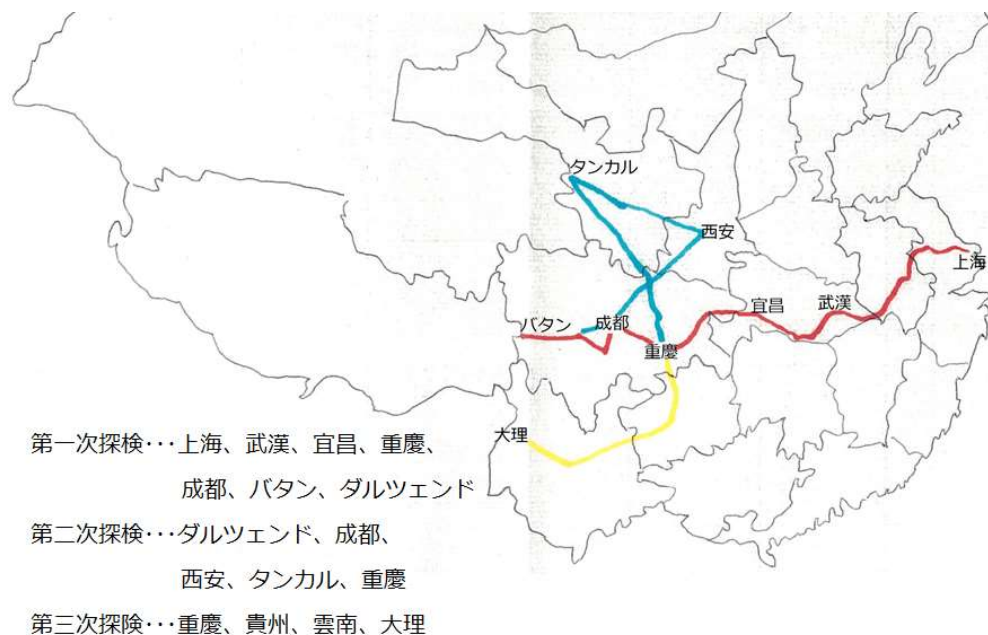 タンカル
西安
上海
宜昌
武漢
バタン
成都
重慶
大理
第一次探検･･･上海、武漢、宜昌、重慶、
成都、バタン、ダルツェンド
第二次探検･･･ダルツェンド、成都、
西安、タンカル、重慶
第三次探険･･･重慶、貴州、雲南、大理